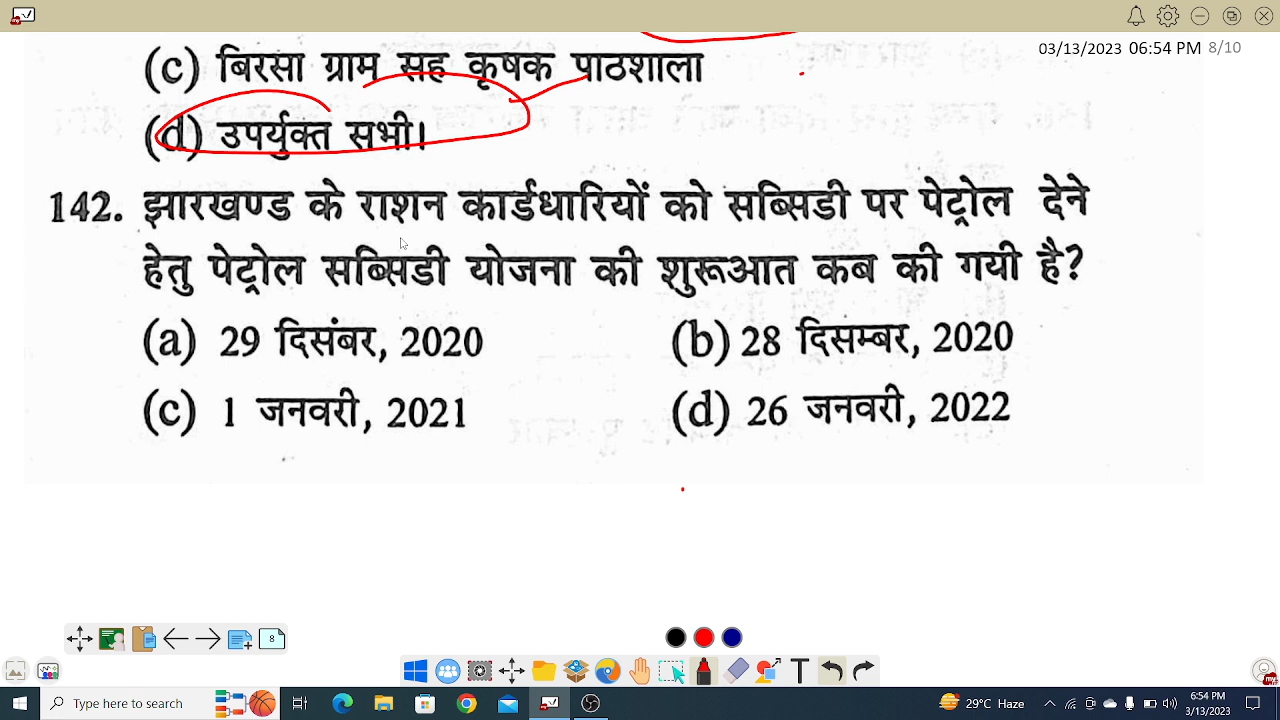 03/13/2023 06:54 PM 8/10
(c) बिरसा ग्राम सह कृषक पाठशाला
(d) उपर्युक्त सभी।
142. झारखण्ड के राशन कार्डधारियों को सब्सिडी पर पेट्रोल देने
हेतु पेट्रोल सब्सिडी योजना की शुरूआत कब की गयी है?
(a) 29 दिसंबर, 2020 (b) 28 दिसम्बर, 2020
(c) 1 जनवरी, 2021 (d) 26 जनवरी, 2022
8
Type here to search
29°C Haze
6:54 PM
3/13/2023